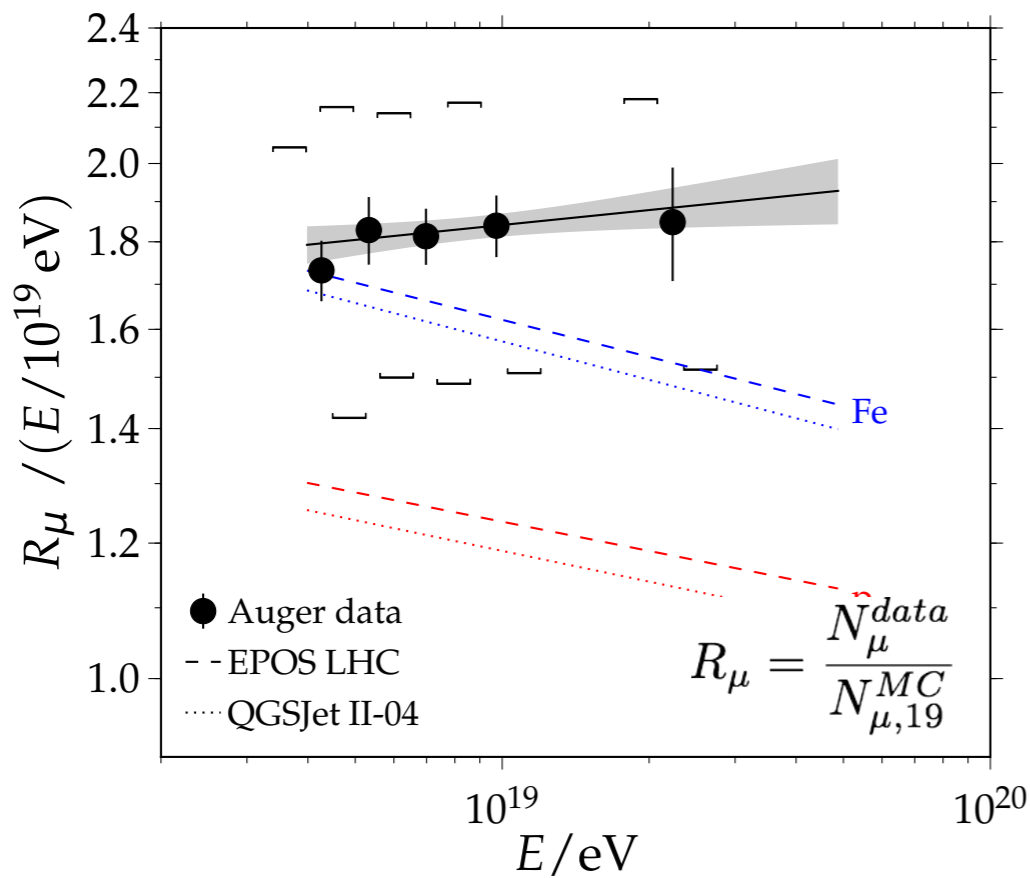 2.4
2.2
2.0
1.8
1.6
1.4
1.2
1.0
R_μ / (E/10^19 eV)
Fe
Auger data
EPOS LHC
QGSJet II-04
R_μ = N_μ^data / N_μ,19^MC
10^19
10^20
E/eV